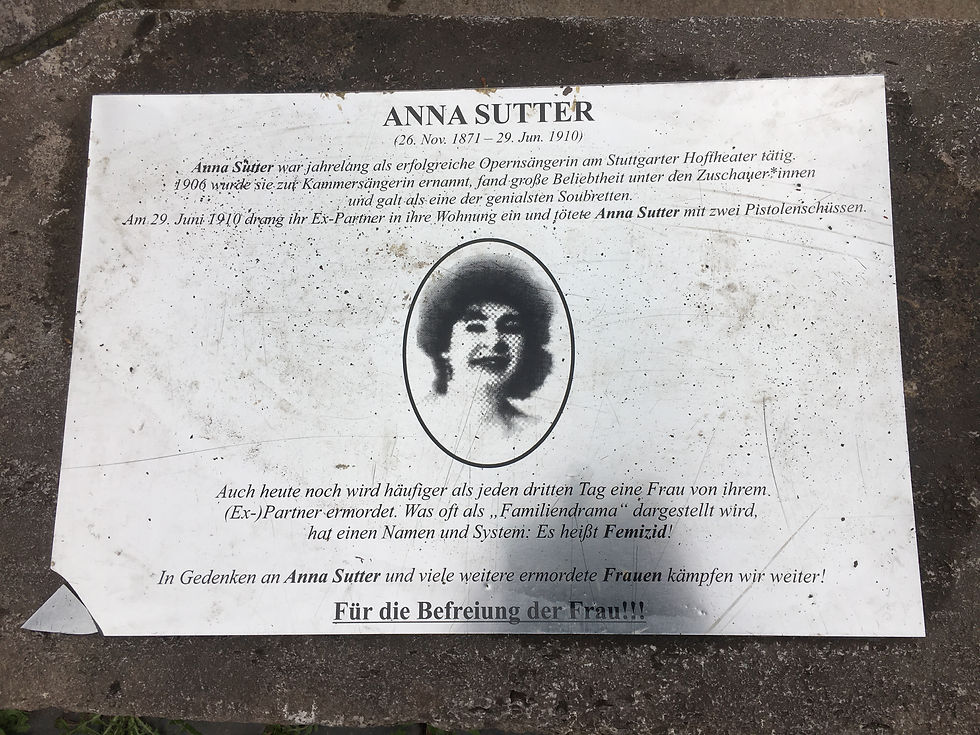 ANNA SUTTER
(26. Nov. 1871 – 29. Jun. 1910)
Anna Sutter war jahrelang als erfolgreiche Opernsängerin am Stuttgarter Hoftheater tätig.
1906 wurde sie zur Kammersängerin ernannt, fand große Beliebtheit unter den Zuschauer*innen
und galt als eine der genialsten Soubretten.
Am 29. Juni 1910 drang ihr Ex-Partner in ihre Wohnung ein und tötete Anna Sutter mit zwei Pistolenschüssen.
Auch heute noch wird häufiger als jeden dritten Tag eine Frau von ihrem
(Ex-)Partner ermordet. Was oft als „Familiendrama“ dargestellt wird,
hat einen Namen und System: Es heißt Femizid!
In Gedenken an Anna Sutter und viele weitere ermordete Frauen kämpfen wir weiter!
Für die Befreiung der Frau!!!